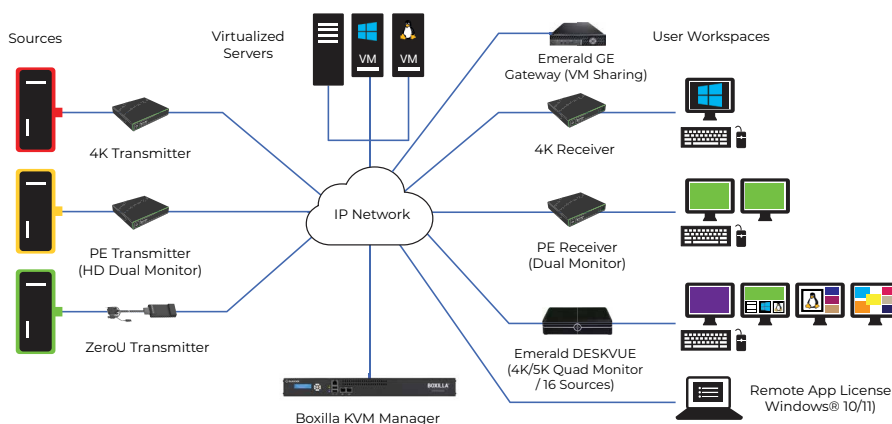 Sources
Virtualized
Servers
VM
VM
Emerald GE
Gateway (VM Sharing)
User Workspaces
4K Transmitter
4K Receiver
IP Network
PE Transmitter
(HD Dual Monitor)
PE Receiver
(Dual Monitor)
ZeroU Transmitter
Emerald DESKVUE
(4K/5K Quad Monitor
/ 16 Sources)
BOXILLA
Boxilla KVM Manager
Remote App License
Windows® 10/11)